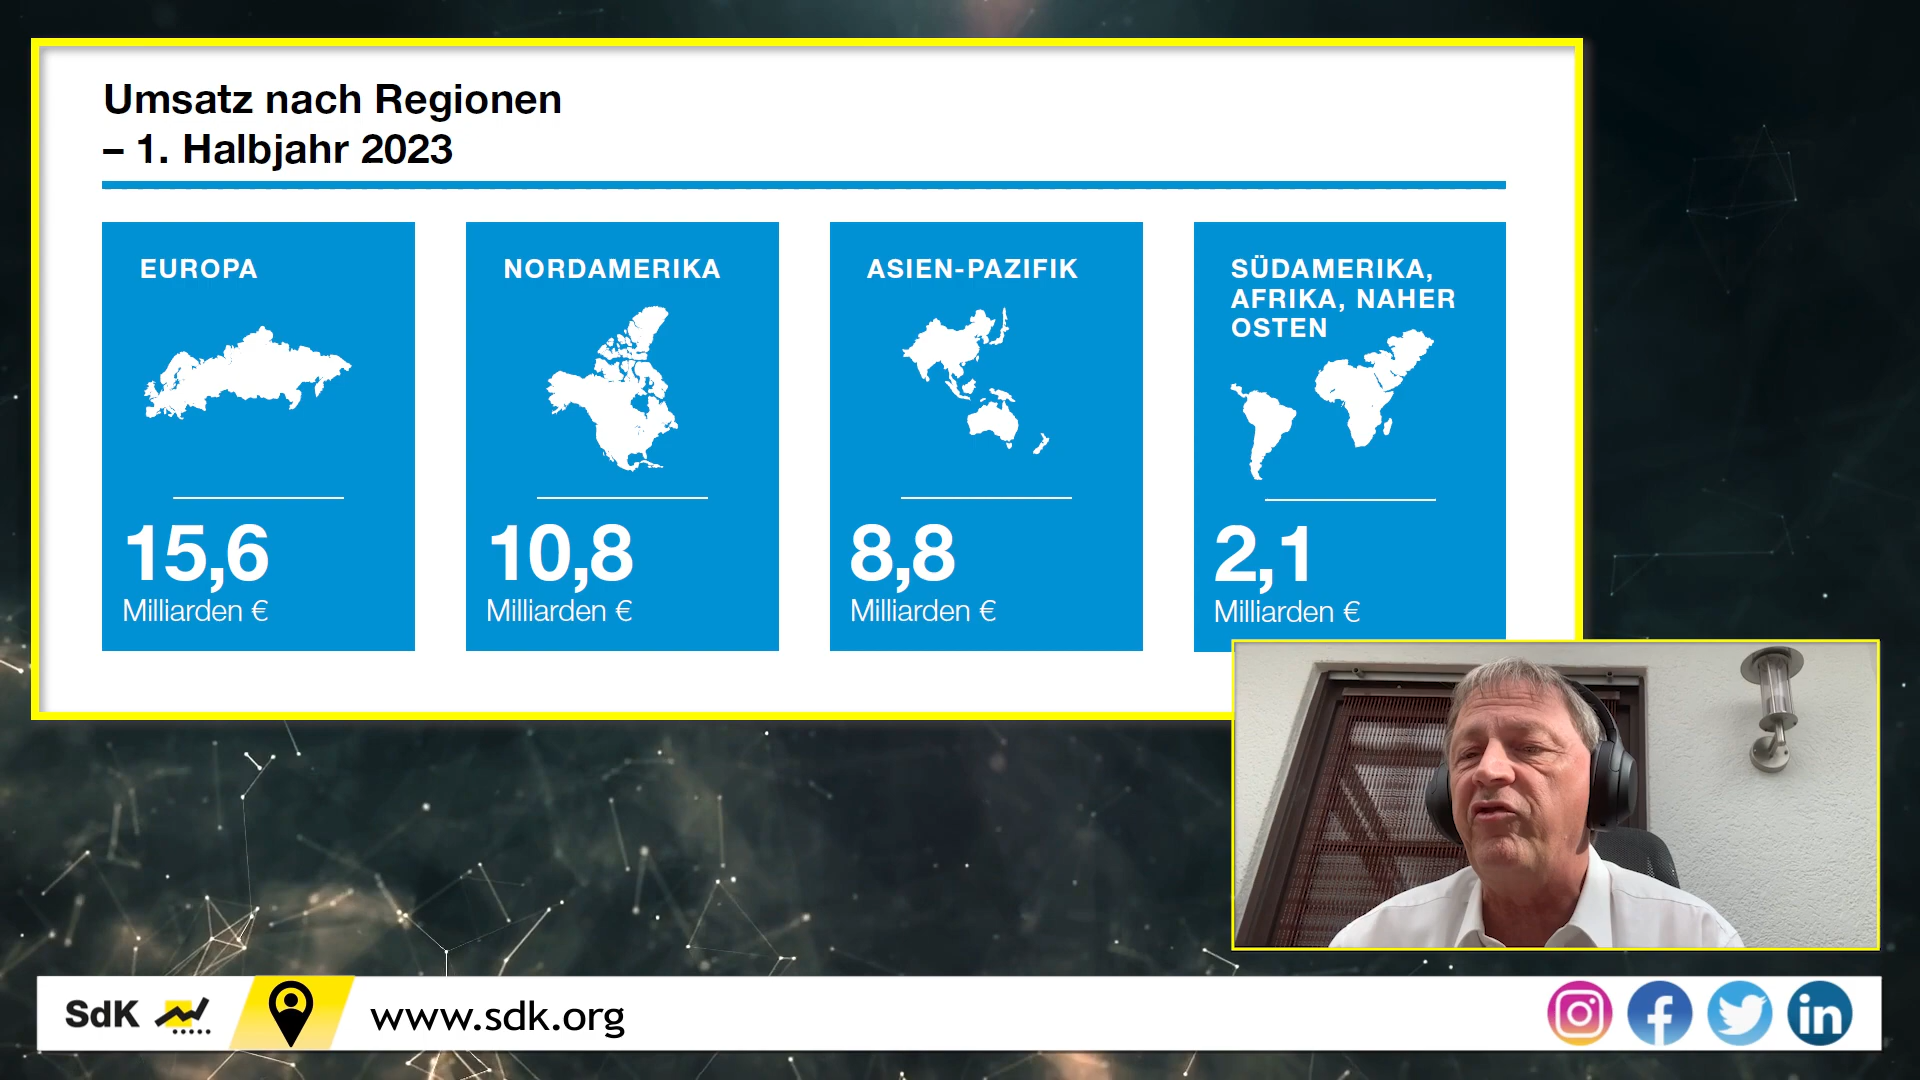 Umsatz nach Regionen
– 1. Halbjahr 2023
EUROPA
15,6
Milliarden €
NORDAMERIKA
10,8
Milliarden €
ASIEN-PAZIFIK
8,8
Milliarden €
SÜDAMERIKA,
AFRIKA, NAHER
OSTEN
2,1
Milliarden €
SdK
www.sdk.org